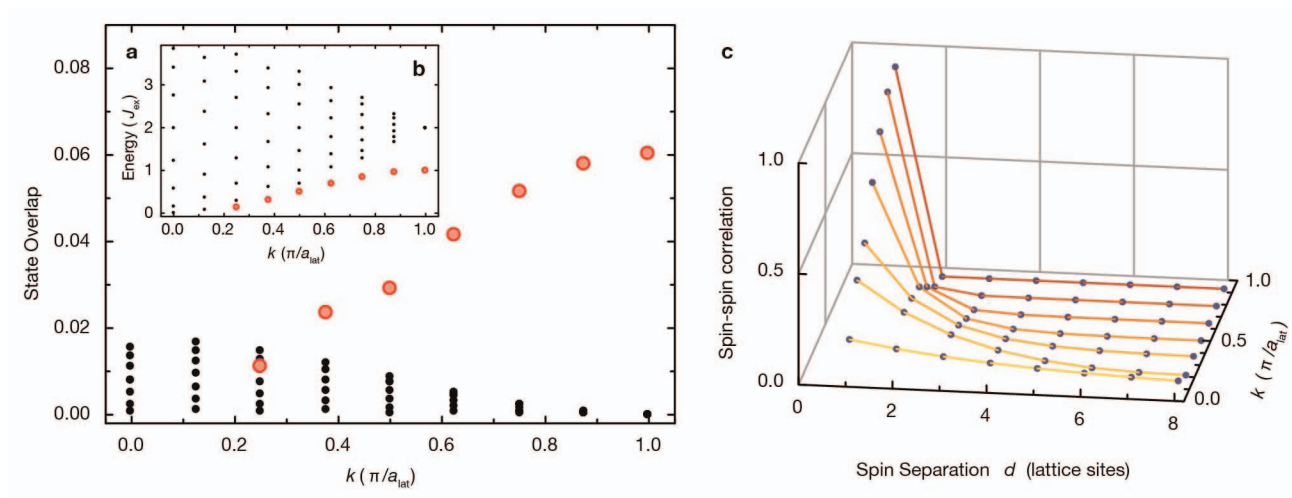 a
State Overlap
0.08
0.06
0.04
0.02
0.00
0.0 0.2 0.4 0.6 0.8 1.0
k (π/a_lat)
b
Energy (J_ex)
3
2
1
0
0.0 0.2 0.4 0.6 0.8 1.0
k (π/a_lat)
c
Spin-spin correlation
1.0
0.5
0.0
0 2 4 6 8
Spin Separation d (lattice sites)
1.0
0.5
0.0
k (π/a_lat)